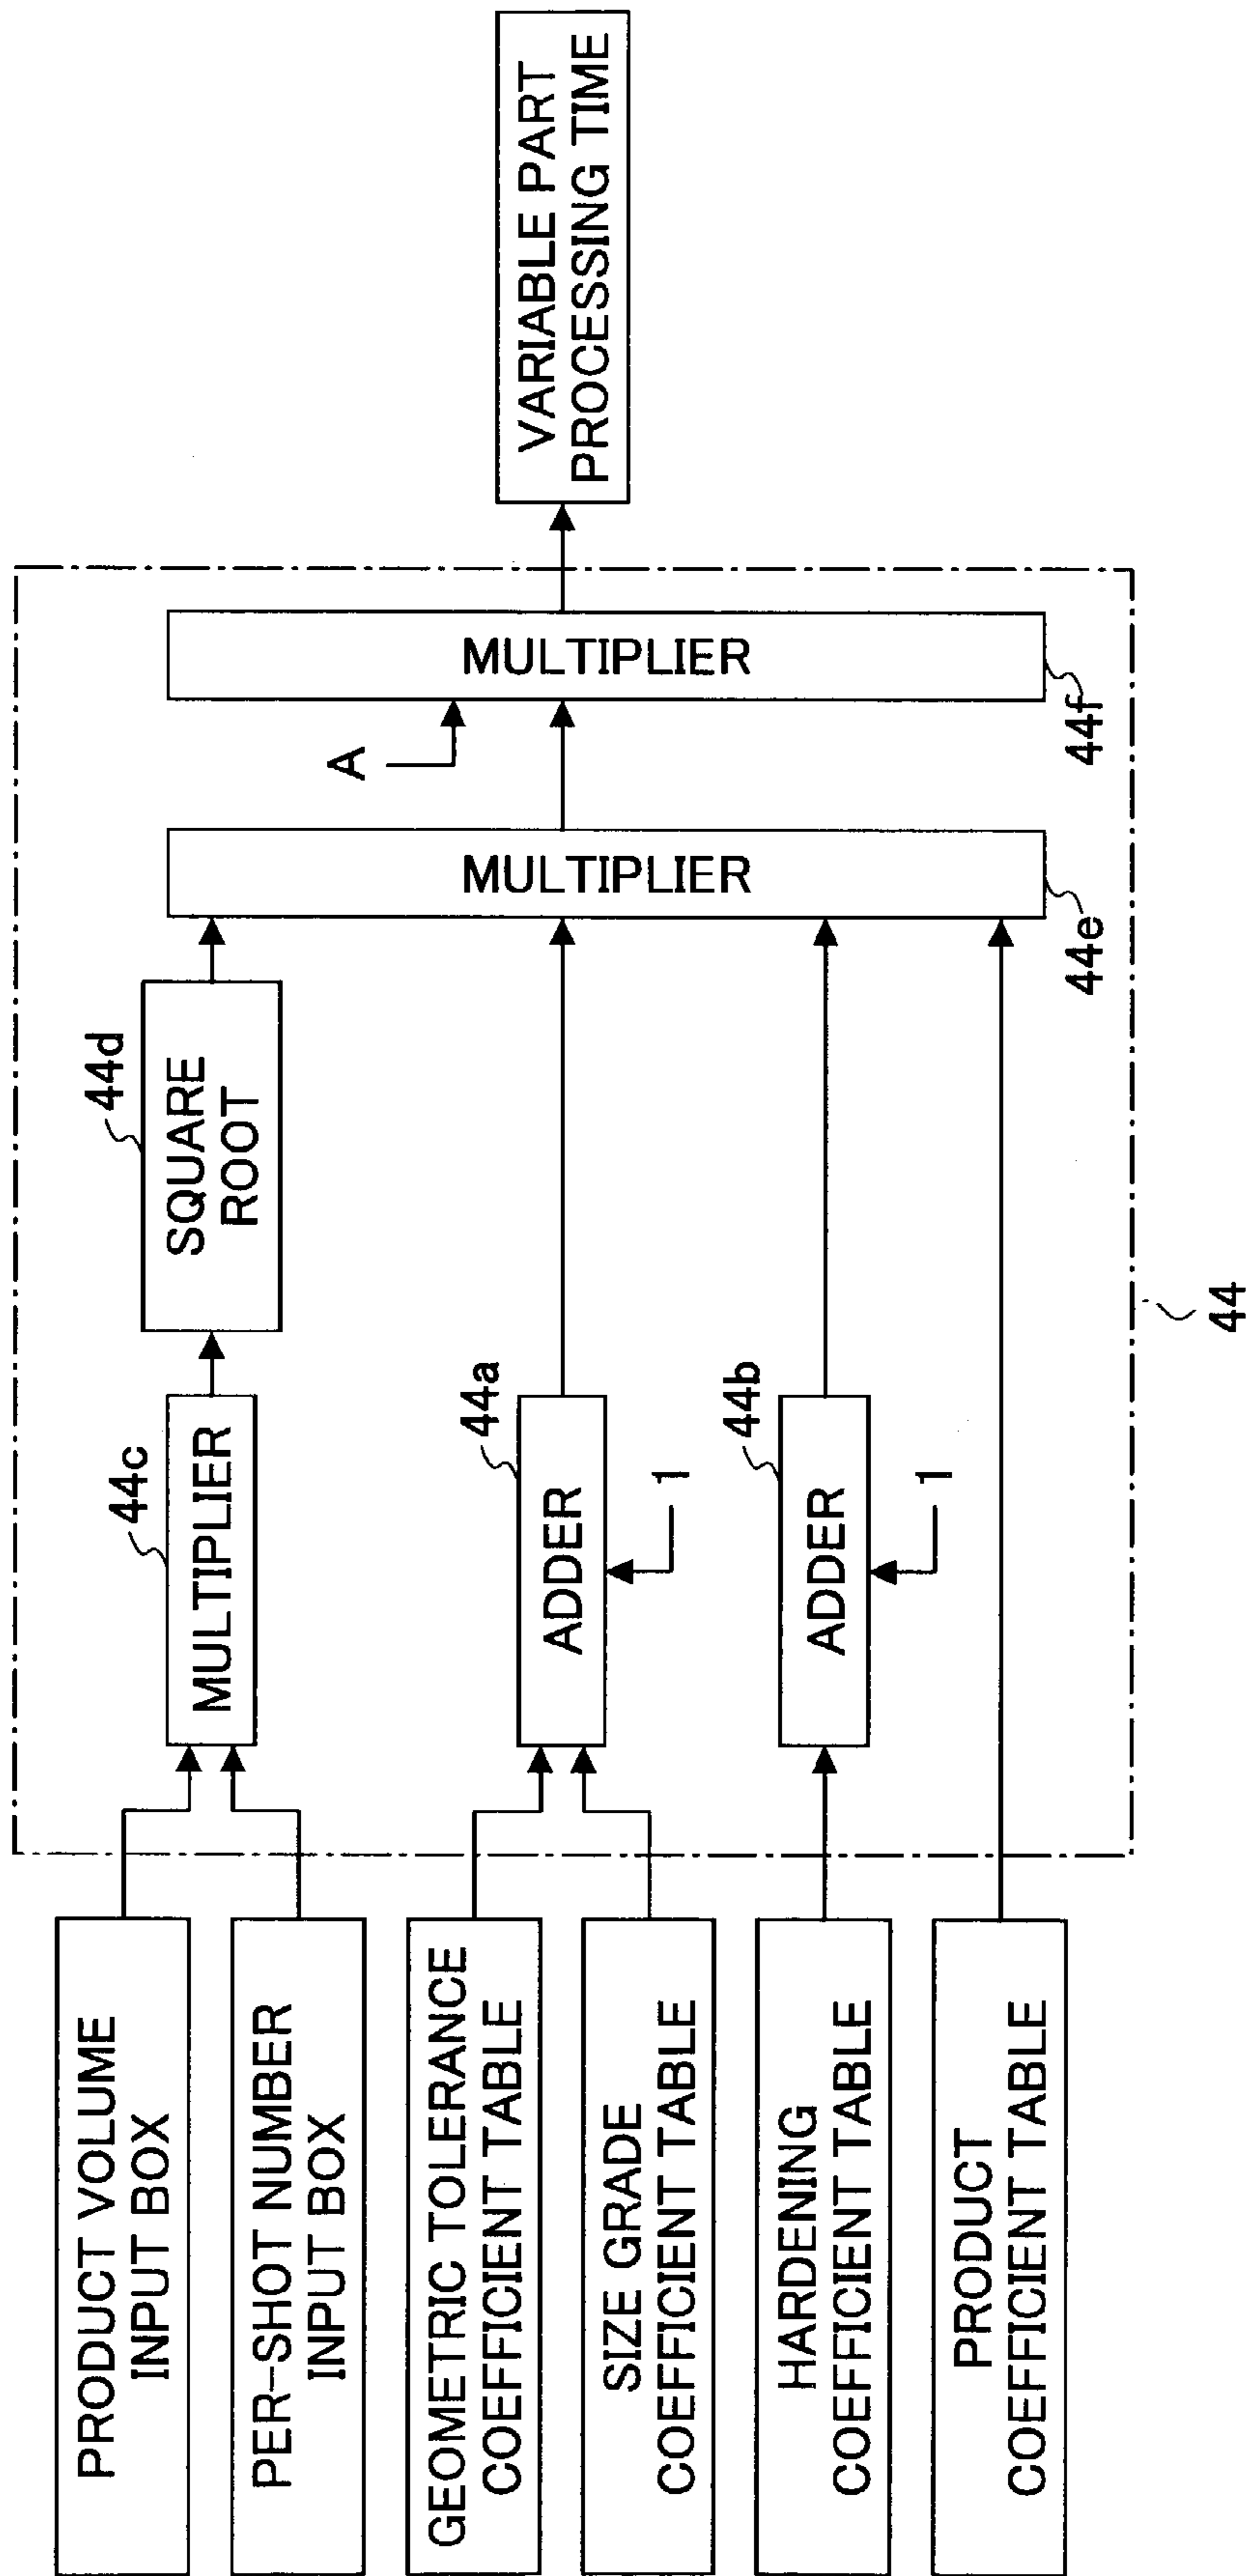 PRODUCT VOLUME
INPUT BOX
PER-SHOT NUMBER
INPUT BOX
GEOMETRIC TOLERANCE
COEFFICIENT TABLE
SIZE GRADE
COEFFICIENT TABLE
HARDENING
COEFFICIENT TABLE
PRODUCT
COEFFICIENT TABLE
44c
MULTIPLIER
44d
SQUARE
ROOT
44a
ADDER
1
44b
ADDER
1
MULTIPLIER
44e
A
MULTIPLIER
44f
44
VARIABLE PART
PROCESSING TIME